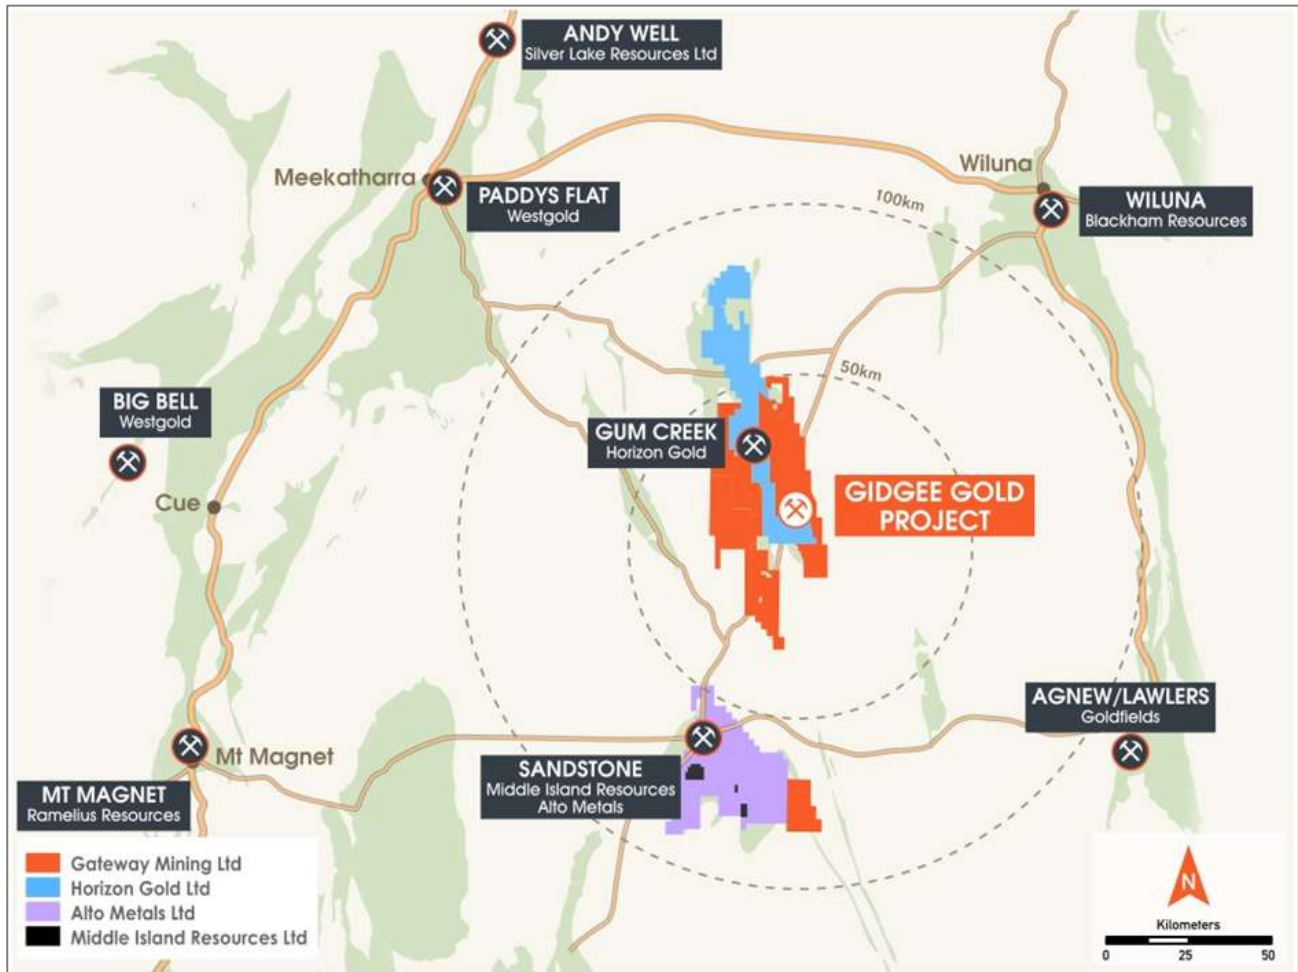 ANDY WELL
Silver Lake Resources Ltd
Meekatharra
PADDYS FLAT
Westgold
Wiluna
WILUNA
Blackham Resources
100km
50km
BIG BELL
Westgold
GUM CREEK
Horizon Gold
Cue
GIDGEE GOLD
PROJECT
AGNEW/LAWLERS
Goldfields
Mt Magnet
MT MAGNET
Ramelius Resources
SANDSTONE
Middle Island Resources
Alto Metals
Gateway Mining Ltd
Horizon Gold Ltd
Alto Metals Ltd
Middle Island Resources Ltd
N
Kilometers
0 25 50